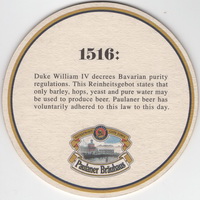 1516:
Duke William IV decrees Bavarian purity
regulations. This Reinheitsgebot states that
only barley, hops, yeast and pure water may
be used to produce beer. Paulaner beer has
voluntarily adhered to this law to this day.
Paulaner Bräuhaus